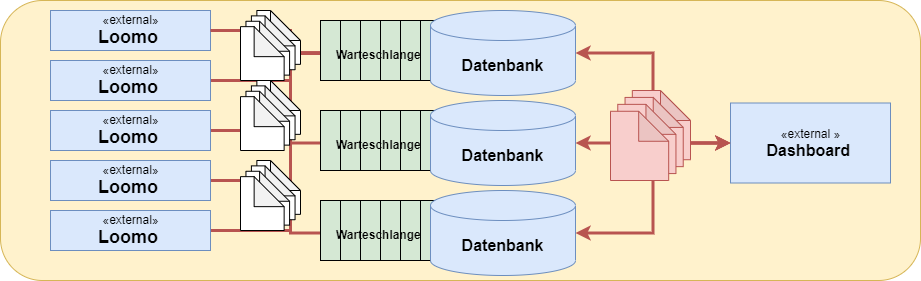 «external»
Loomo
«external»
Loomo
«external»
Loomo
«external»
Loomo
«external»
Loomo
Warteschlange
Datenbank
Warteschlange
Datenbank
Warteschlange
Datenbank
«external »
Dashboard